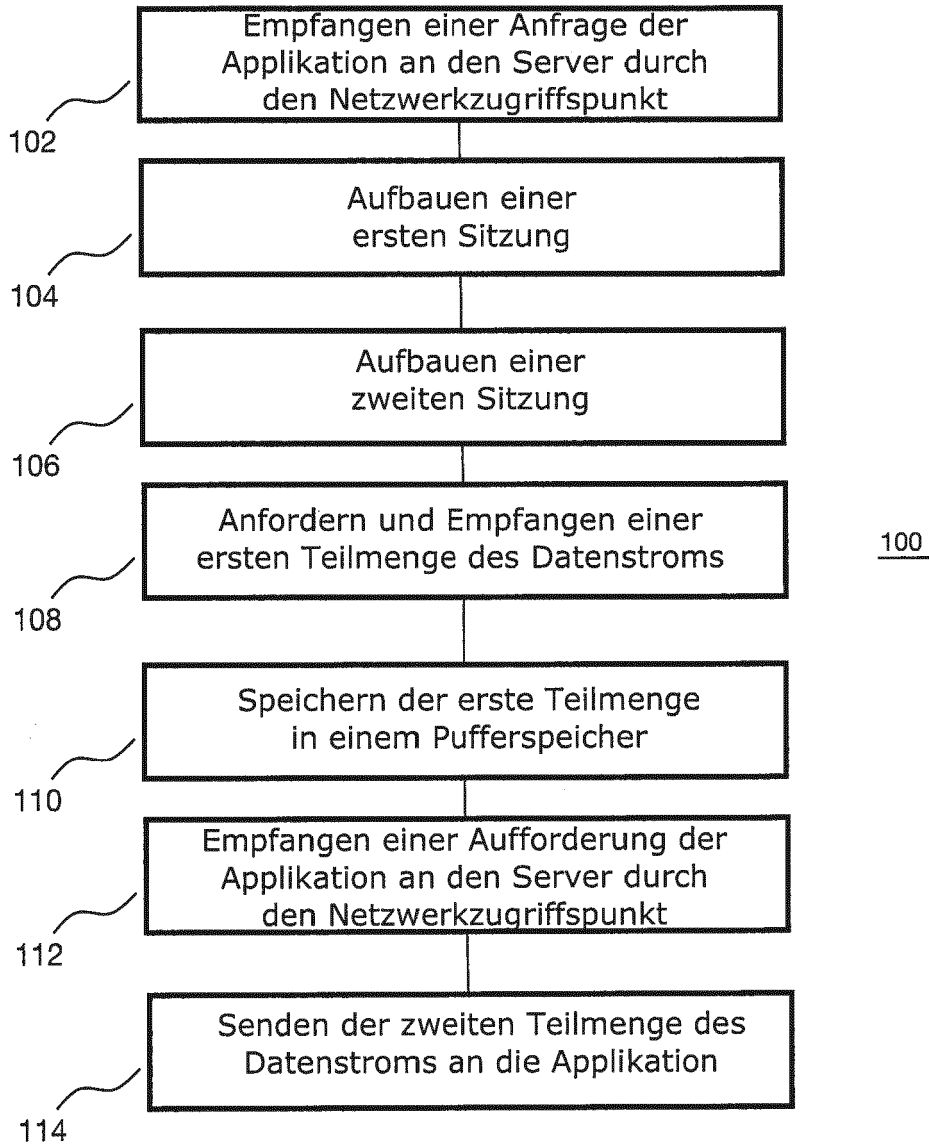 Empfangen einer Anfrage der
Applikation an den Server durch
den Netzwerkzugriffspunkt
102
Aufbauen einer
ersten Sitzung
104
Aufbauen einer
zweiten Sitzung
106
Anfordern und Empfangen einer
ersten Teilmenge des Datenstroms
100
108
Speichern der erste Teilmenge
in einem Pufferspeicher
110
Empfangen einer Aufforderung der
Applikation an den Server durch
den Netzwerkzugriffspunkt
112
Senden der zweiten Teilmenge des
Datenstroms an die Applikation
114